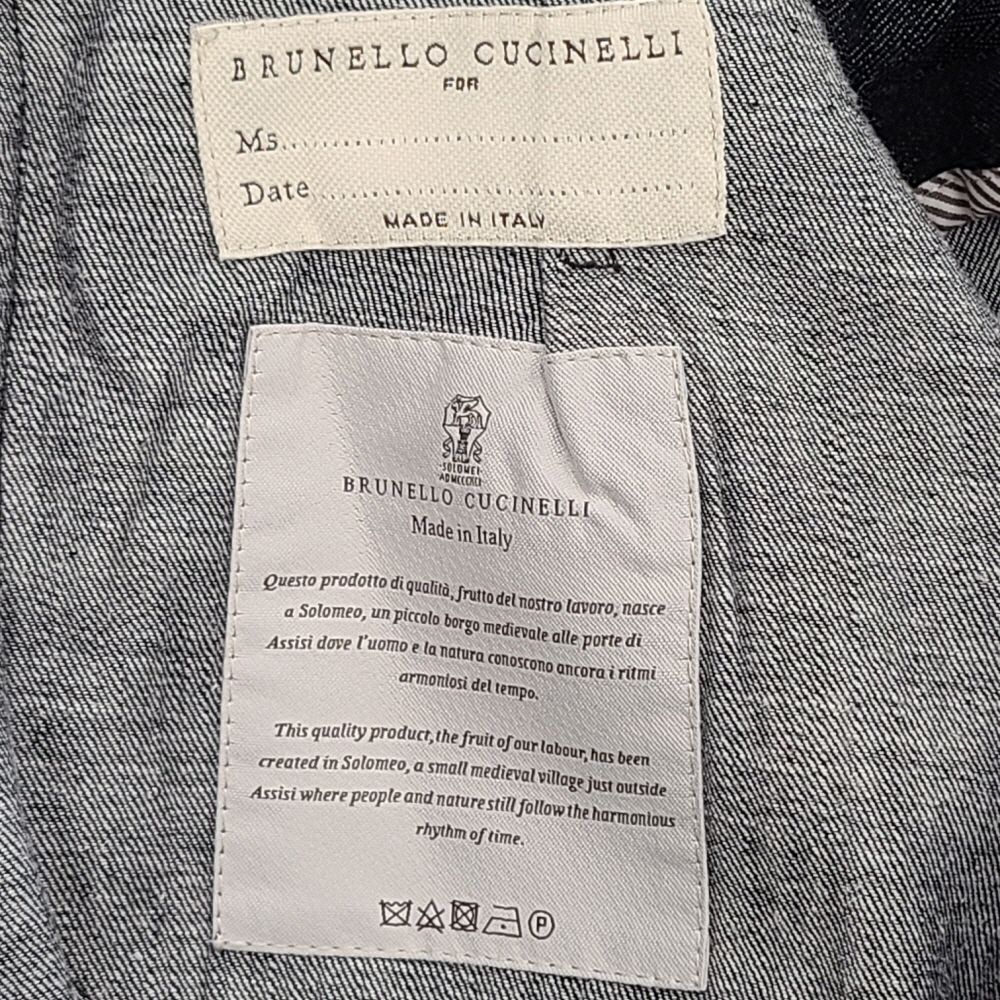 BRUNELLO CUCINELLI
FOR
Ms..................................................
Date................................................
MADE IN ITALY
SOLOMEI
BRUNELLO CUCINELLI
Made in Italy
Questo prodotto di qualità, frutto del nostro lavoro, nasce
a Solomeo, un piccolo borgo medievale alle porte di
Assisi dove l'uomo e la natura conoscono ancora i ritmi
armoniosi del tempo.
This quality product, the fruit of our labour, has been
created in Solomeo, a small medieval village just outside
Assisi where people and nature still follow the harmonious
rhythm of time.
P